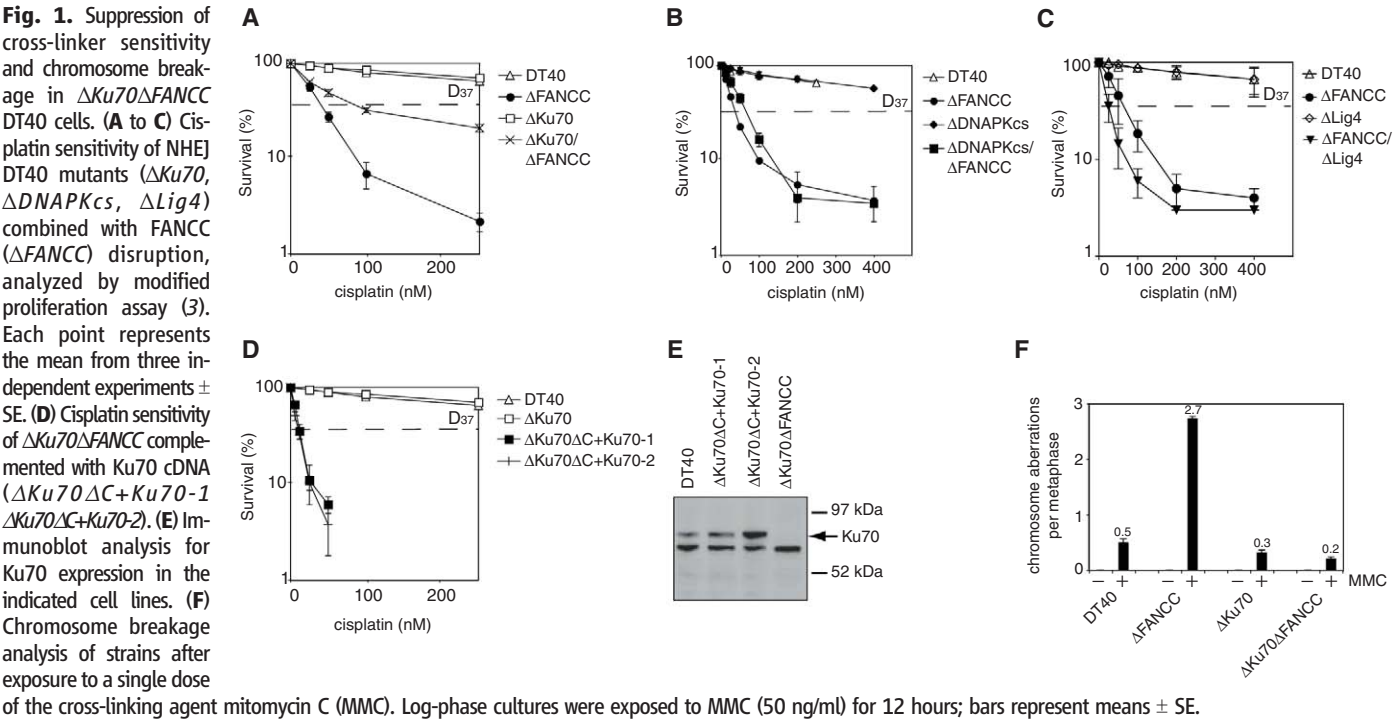 Fig. 1. Suppression of
cross-linker sensitivity
and chromosome break-
age in ΔKu70ΔFANCC
DT40 cells. (A to C) Cis-
platin sensitivity of NHEJ
DT40 mutants (ΔKu70,
ΔDNAPKcs, ΔLig4)
combined with FANCC
(ΔFANCC) disruption,
analyzed by modified
proliferation assay (3).
Each point represents
the mean from three in-
dependent experiments ±
SE. (D) Cisplatin sensitivity
of ΔKu70ΔFANCC comple-
mented with Ku70 cDNA
(ΔKu70ΔC+Ku70-1
ΔKu70ΔC+Ku70-2). (E) Im-
munoblot analysis for
Ku70 expression in the
indicated cell lines. (F)
Chromosome breakage
analysis of strains after
exposure to a single dose
of the cross-linking agent mitomycin C (MMC). Log-phase cultures were exposed to MMC (50 ng/ml) for 12 hours; bars represent means ± SE.
A
Survival (%)
100
10
1
D37
0 100 200
cisplatin (nM)
DT40
ΔFANCC
ΔKu70
ΔKu70/
ΔFANCC
B
Survival (%)
100
10
1
D37
0 100 200 300 400
cisplatin (nM)
DT40
ΔFANCC
ΔDNAPKcs
ΔDNAPKcs/
ΔFANCC
C
Survival (%)
100
10
1
D37
0 100 200 300 400
cisplatin (nM)
DT40
ΔFANCC
ΔLig4
ΔFANCC/
ΔLig4
D
Survival (%)
100
10
1
D37
0 100 200
cisplatin (nM)
DT40
ΔKu70
ΔKu70ΔC+Ku70-1
ΔKu70ΔC+Ku70-2
E
DT40
ΔKu70ΔC+Ku70-1
ΔKu70ΔC+Ku70-2
ΔKu70ΔFANCC
97 kDa
Ku70
52 kDa
F
chromosome aberrations
per metaphase
3
2
1
0
0.5
2.7
0.3
0.2
− + − + − + − + MMC
DT40
ΔFANCC
ΔKu70
ΔKu70ΔFANCC